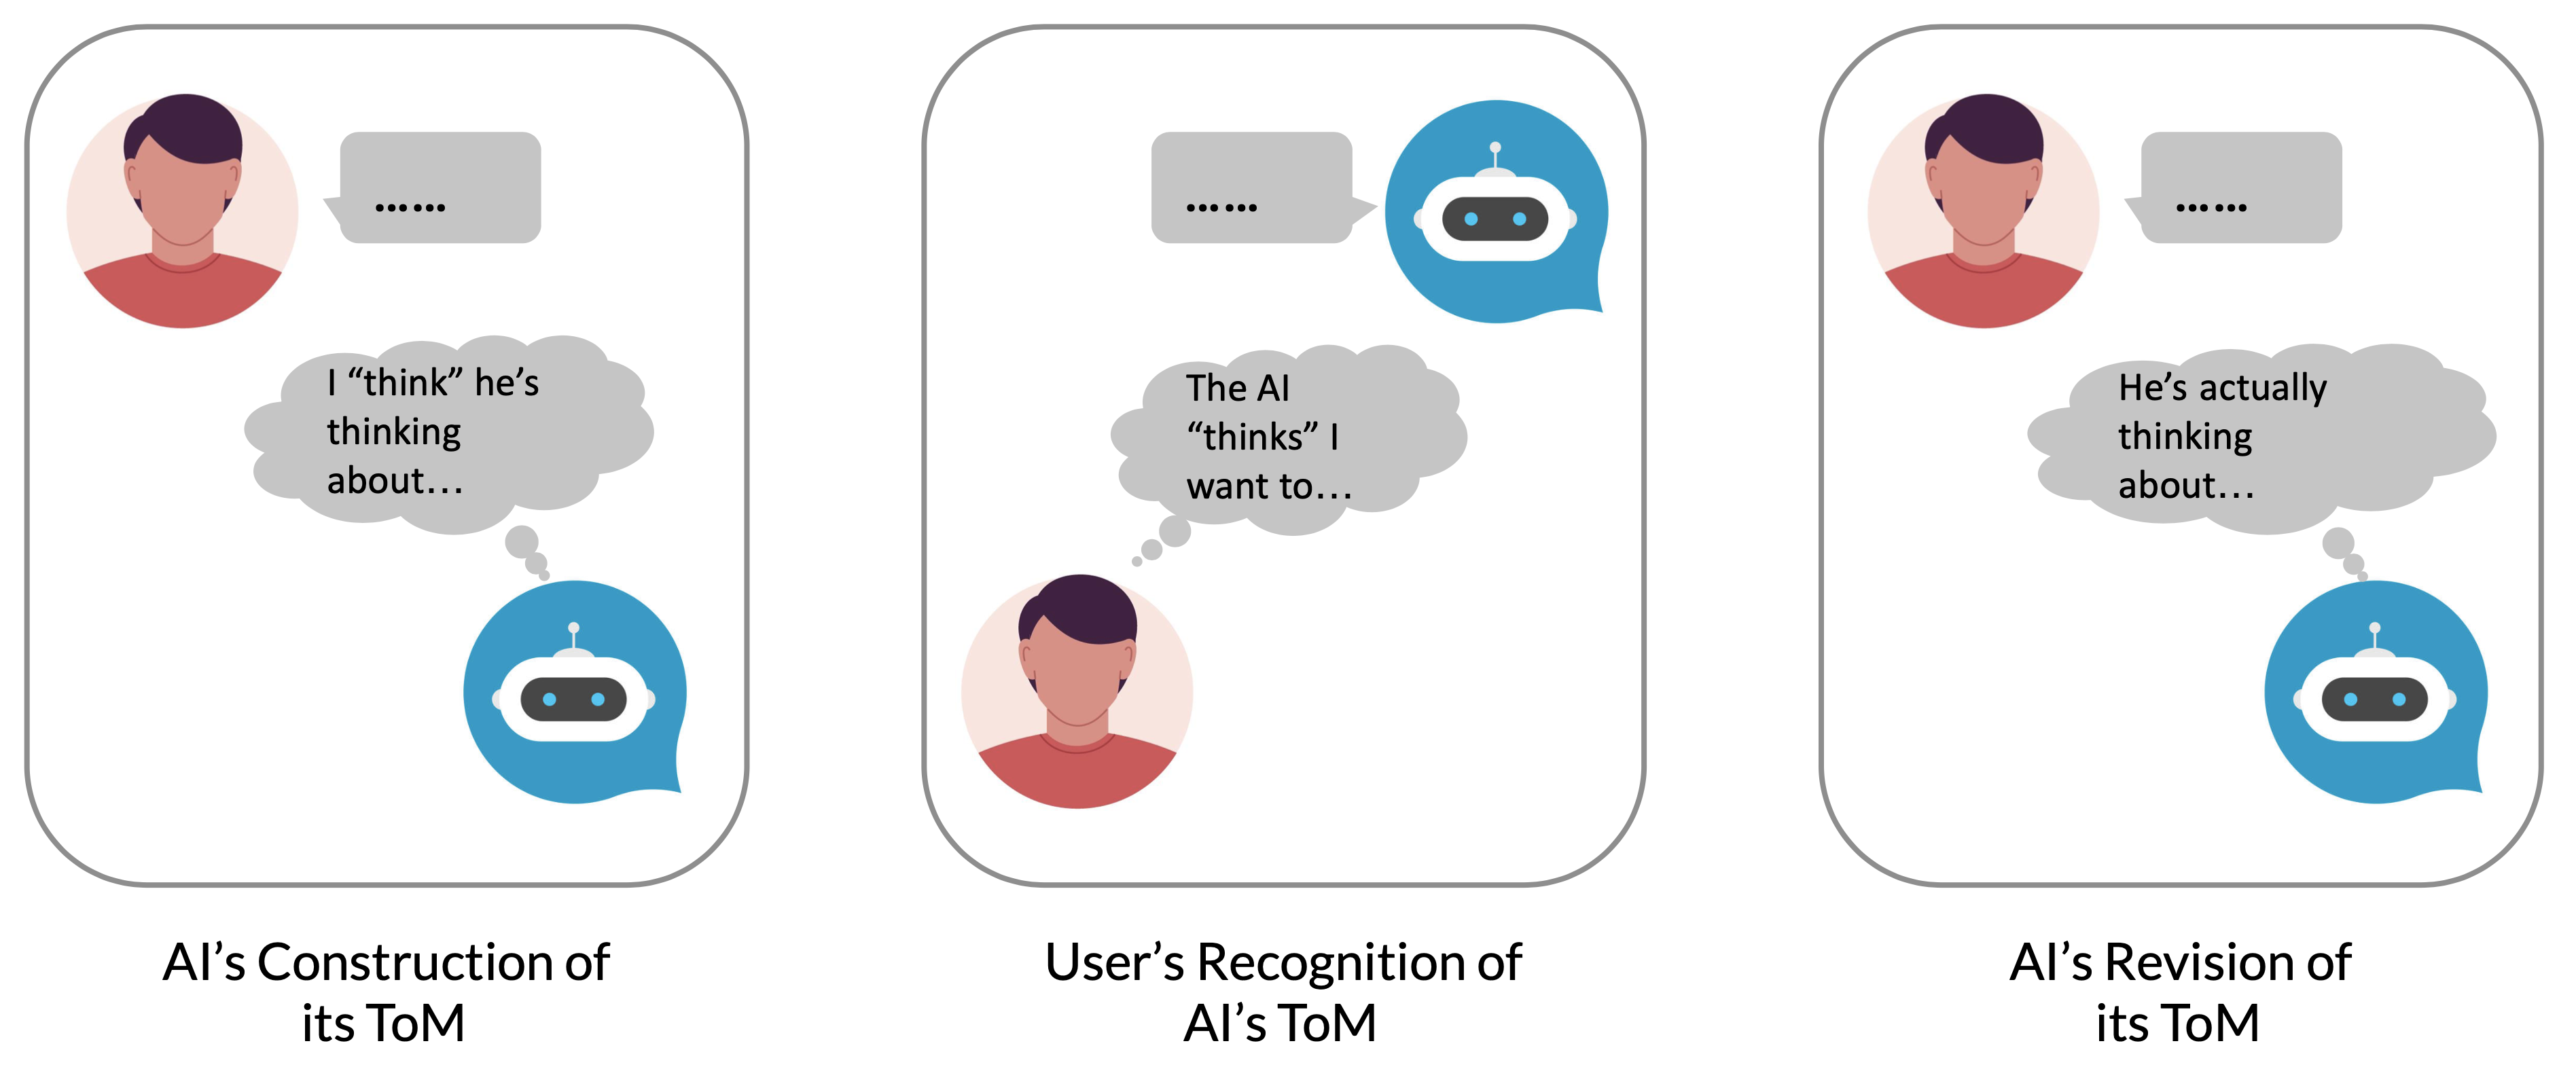 ……
I “think” he’s
thinking
about…
AI’s Construction of
its ToM
……
The AI
“thinks” I
want to…
User’s Recognition of
AI’s ToM
……
He’s actually
thinking
about…
AI’s Revision of
its ToM